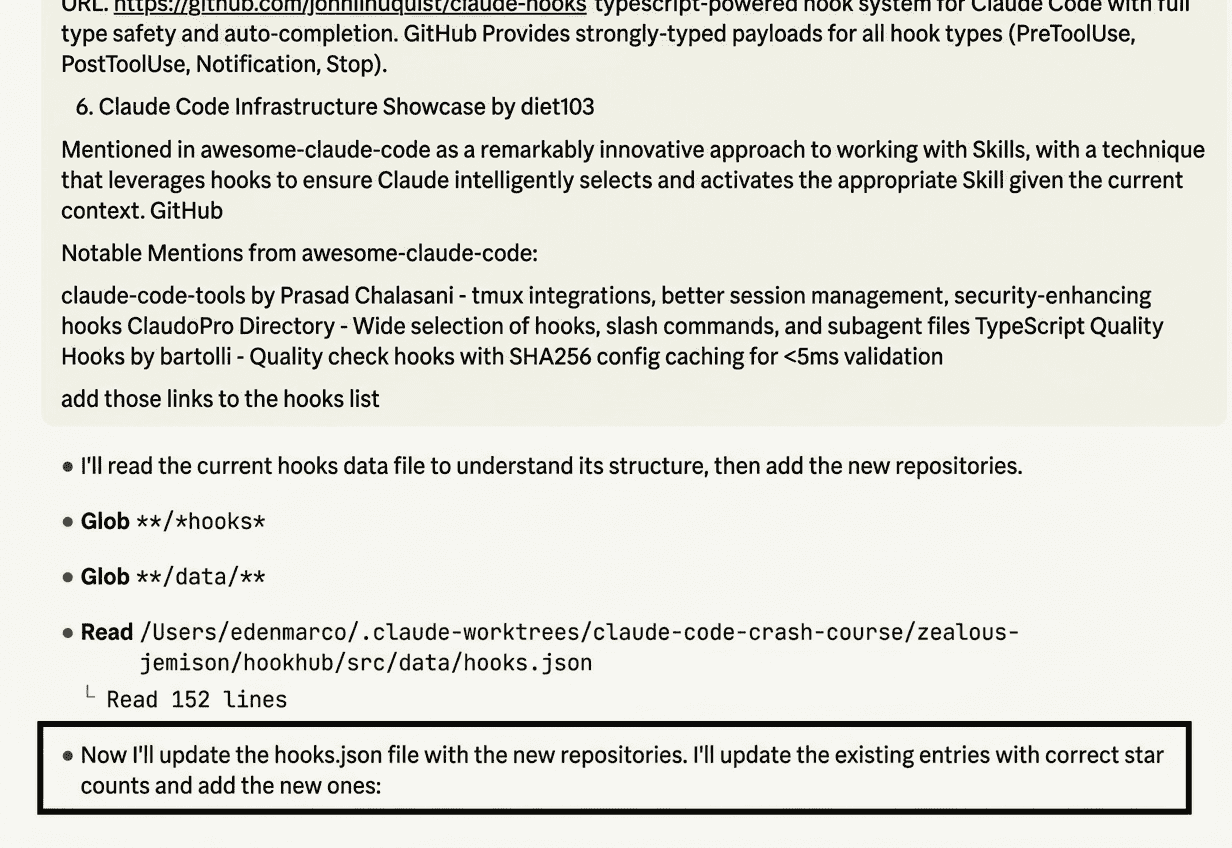 URL. https://github.com/johnlindquist/claude-hooks typescript-powered hook system for Claude Code with full
type safety and auto-completion. GitHub Provides strongly-typed payloads for all hook types (PreToolUse,
PostToolUse, Notification, Stop).
6. Claude Code Infrastructure Showcase by diet103
Mentioned in awesome-claude-code as a remarkably innovative approach to working with Skills, with a technique
that leverages hooks to ensure Claude intelligently selects and activates the appropriate Skill given the current
context. GitHub
Notable Mentions from awesome-claude-code:
claude-code-tools by Prasad Chalasani - tmux integrations, better session management, security-enhancing
hooks ClaudoPro Directory - Wide selection of hooks, slash commands, and subagent files TypeScript Quality
Hooks by bartolli - Quality check hooks with SHA256 config caching for <5ms validation
add those links to the hooks list
• I'll read the current hooks data file to understand its structure, then add the new repositories.
• Glob **/*hooks*
• Glob **/data/**
• Read /Users/edenmarco/.claude-worktrees/claude-code-crash-course/zealous-
jemison/hookhub/src/data/hooks.json
└ Read 152 lines
• Now I'll update the hooks.json file with the new repositories. I'll update the existing entries with correct star
counts and add the new ones: